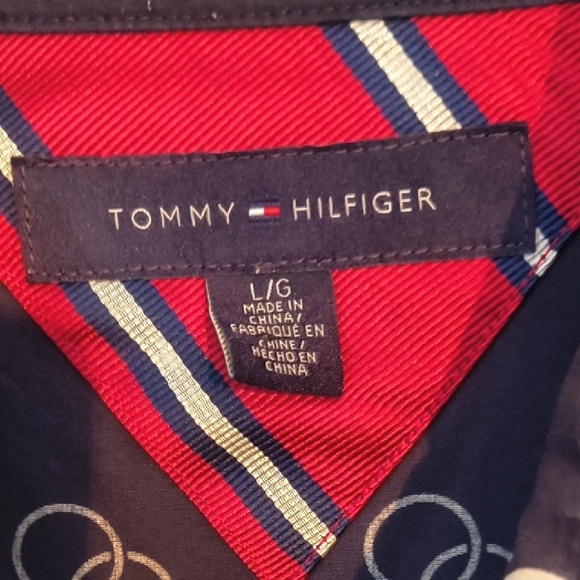 TOMMY HILFIGER
L/G
MADE IN
CHINA/
FABRIQUÉ EN
CHINE/
HECHO EN
CHINA